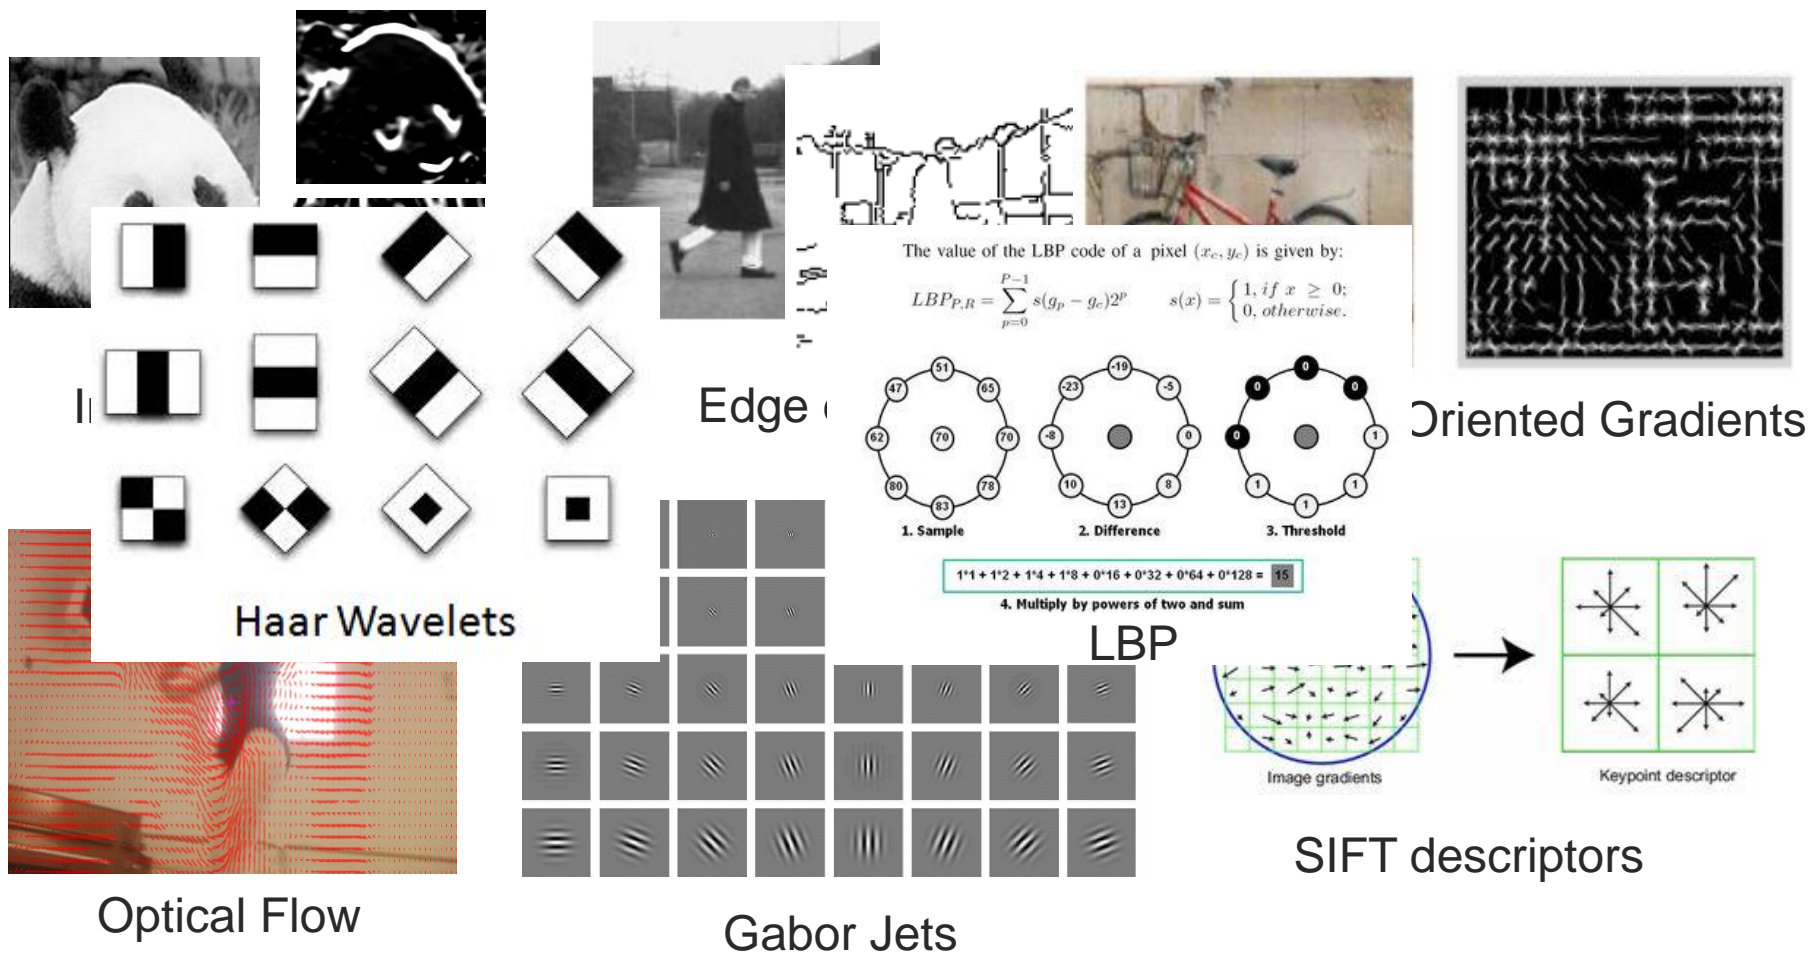 The value of the LBP code of a pixel (x_c, y_c) is given by:
LBP_{P,R} = \sum_{p=0}^{P-1} s(g_p - g_c)2^p   s(x) = { 1, if x ≥ 0; 0, otherwise.
51
47 65
62 70 70
80 78
83
-19
-23 -5
-8 0
10 8
13
0
0 0
0 1
1 1
1
1. Sample 2. Difference 3. Threshold
1*1 + 1*2 + 1*4 + 1*8 + 0*16 + 0*32 + 0*64 + 0*128 = 15
4. Multiply by powers of two and sum
LBP
Edge
Oriented Gradients
Haar Wavelets
Image gradients
Keypoint descriptor
SIFT descriptors
Optical Flow
Gabor Jets